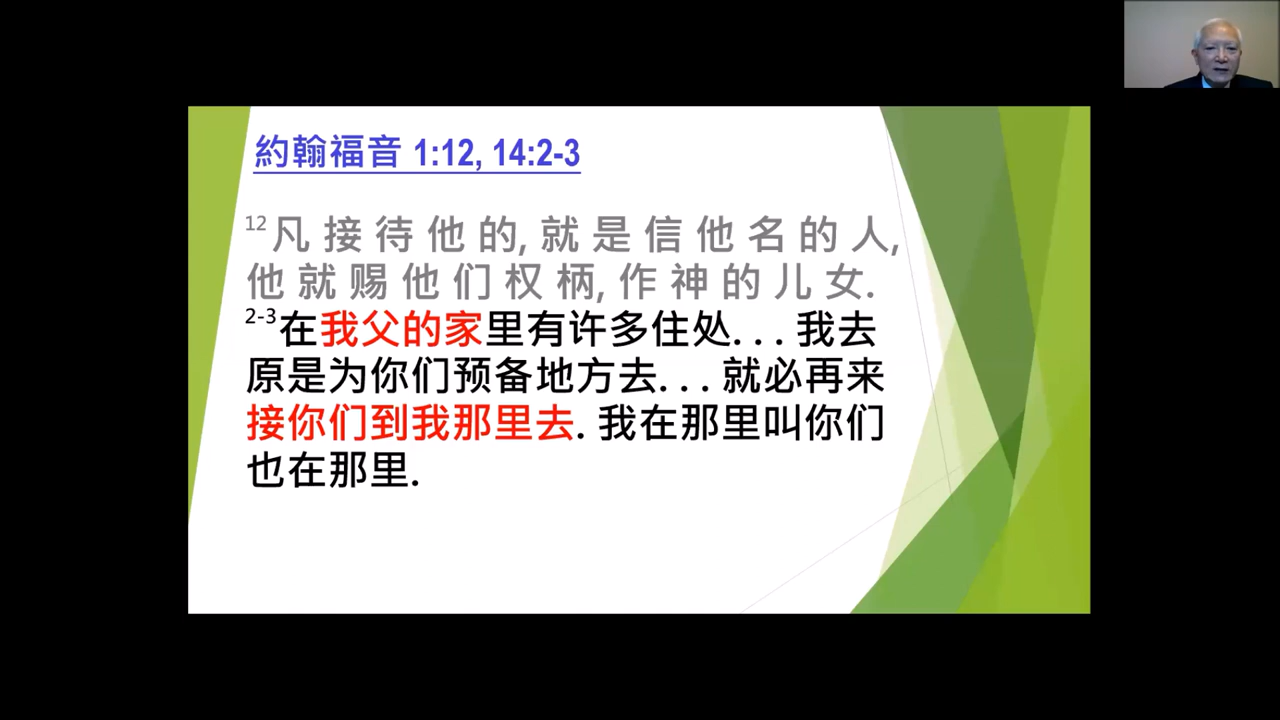 約翰福音 1:12, 14:2-3
12凡接待他的,就是信他名的人,
他就赐他们权柄,作神的儿女.
2-3在我父的家里有许多住处...我去
原是为你们预备地方去...就必再来
接你们到我那里去.我在那里叫你们
也在那里.